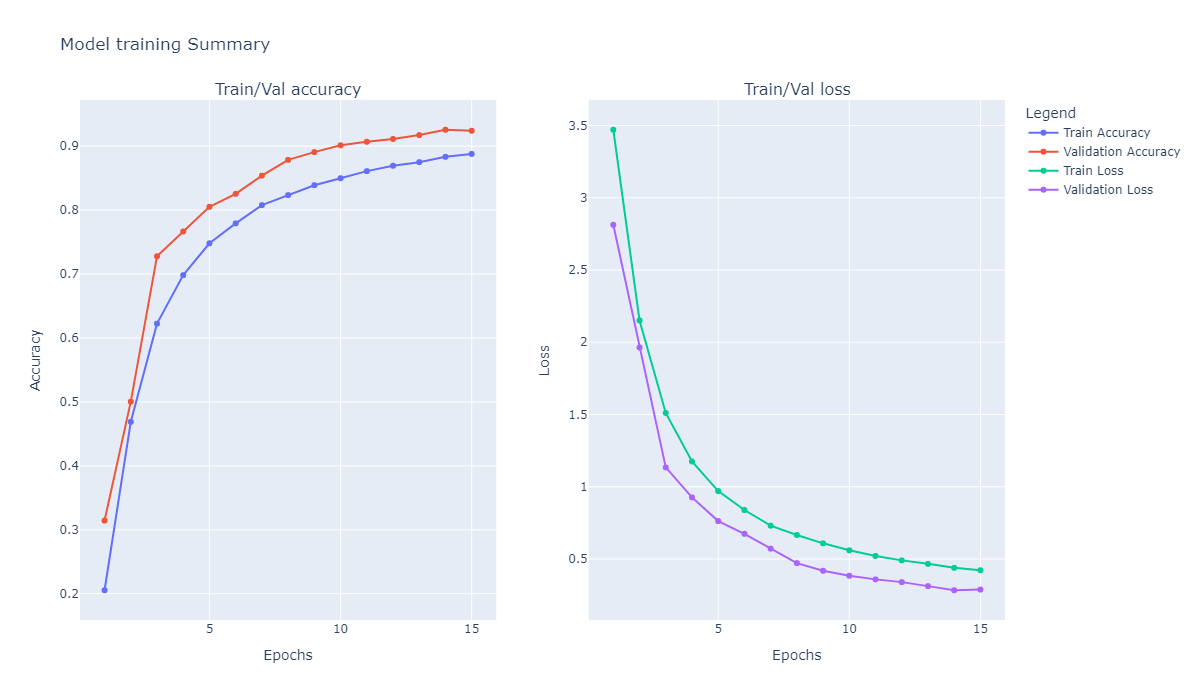 Model training Summary
Train/Val accuracy
0.9
0.8
0.7
0.6
0.5
0.4
0.3
0.2
Accuracy
5
10
15
Epochs
Train/Val loss
3.5
3
2.5
2
1.5
1
0.5
Loss
5
10
15
Epochs
Legend
Train Accuracy
Validation Accuracy
Train Loss
Validation Loss